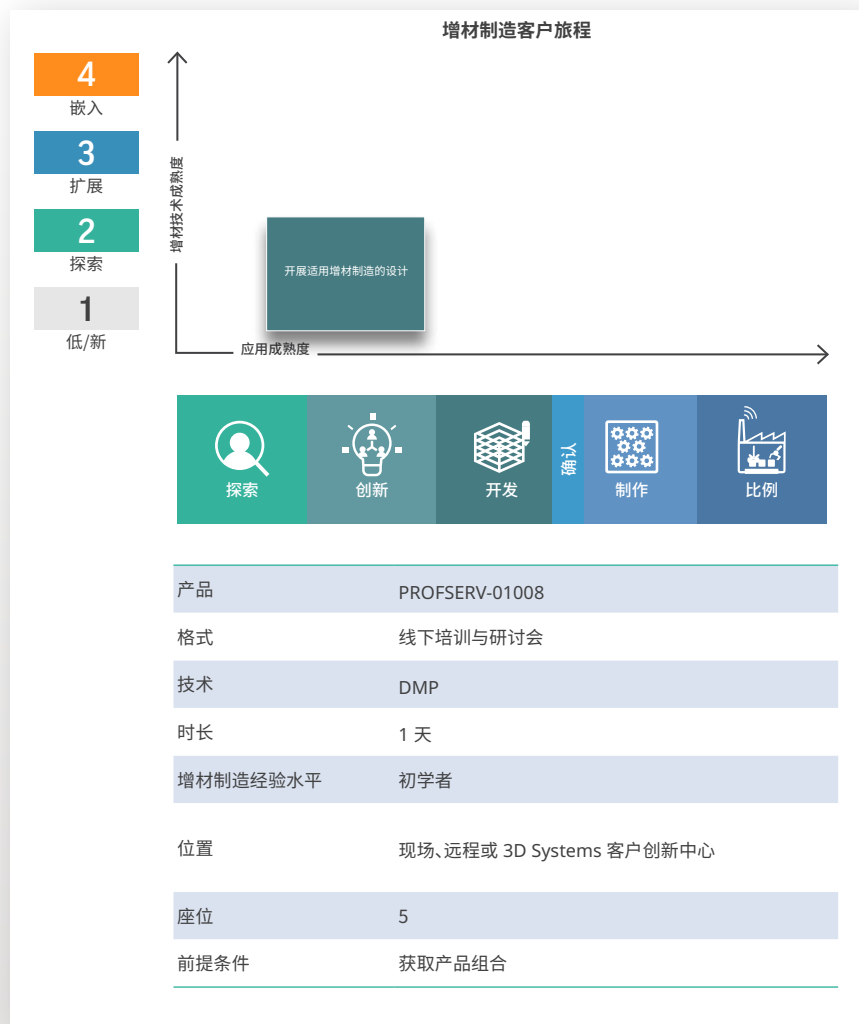 增材制造客户旅程
4
嵌入
3
扩展
2
探索
1
低/新
增材技术成熟度
开展适用增材制造的设计
应用成熟度
探索
创新
开发
确认
制作
比例
产品 PROFSERV-01008
格式 线下培训与研讨会
技术 DMP
时长 1 天
增材制造经验水平 初学者
位置 现场、远程或 3D Systems 客户创新中心
座位 5
前提条件 获取产品组合